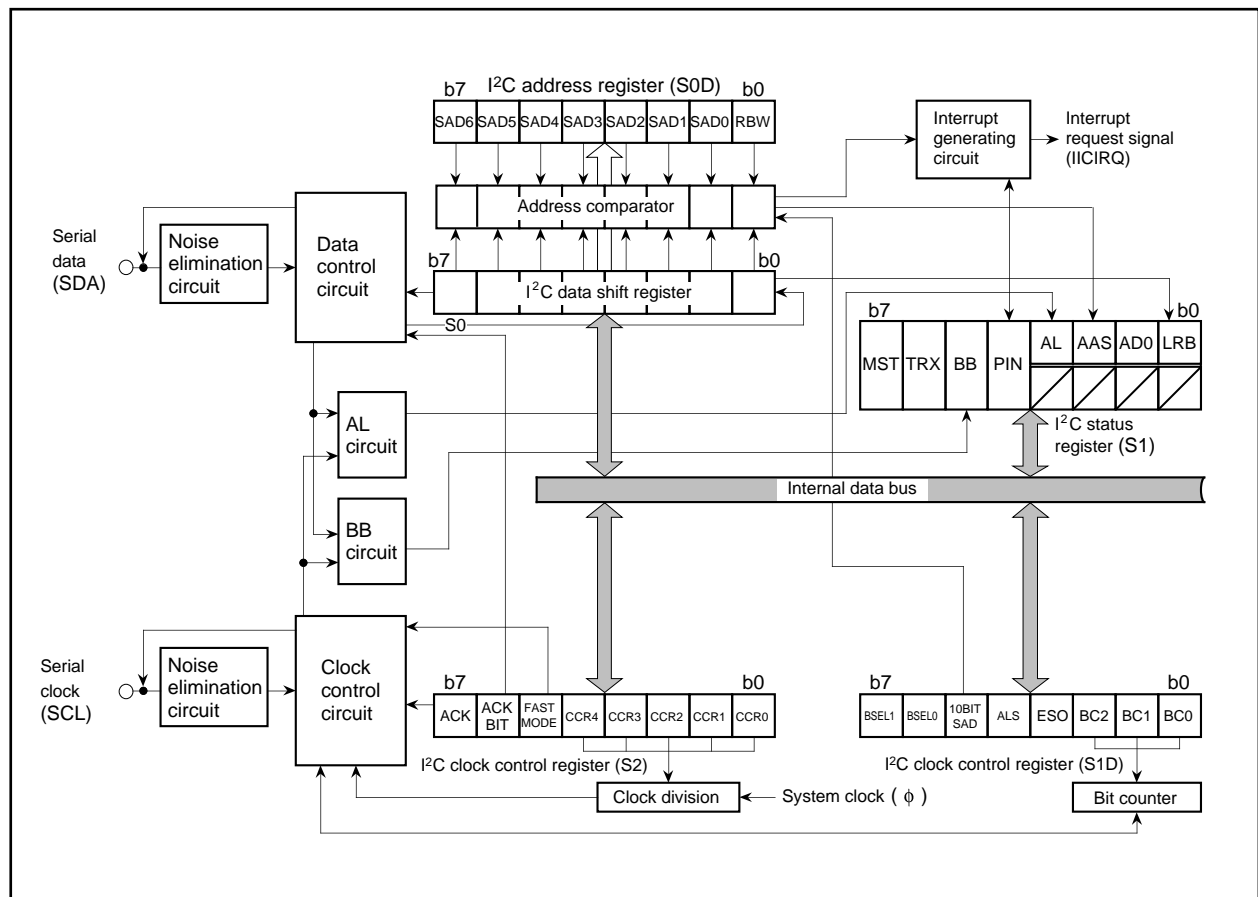 I²C address register (S0D)
b7
b0
SAD6 SAD5 SAD4 SAD3 SAD2 SAD1 SAD0 RBW
Interrupt
generating
circuit
Interrupt
request signal
(IICIRQ)
Address comparator
Serial
data
(SDA)
Noise
elimination
circuit
Data
control
circuit
b7
b0
I²C data shift register
S0
b7
b0
MST TRX BB PIN AL AAS AD0 LRB
I²C status
register (S1)
AL
circuit
Internal data bus
BB
circuit
Serial
clock
(SCL)
Noise
elimination
circuit
Clock
control
circuit
b7
b0
ACK
ACK
BIT
FAST
MODE
CCR4 CCR3 CCR2 CCR1 CCR0
I²C clock control register (S2)
Clock division
System clock ( ϕ )
b7
b0
BSEL1 BSEL0
10BIT
SAD
ALS ESO BC2 BC1 BC0
I²C clock control register (S1D)
Bit counter